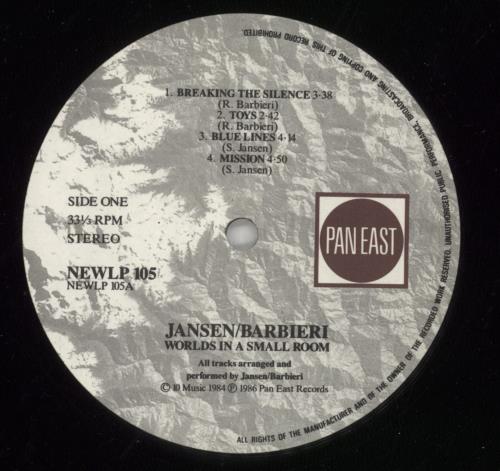 1. BREAKING THE SILENCE 3·38
(R. Barbieri)
2. TOYS 2·42
(R. Barbieri)
3. BLUE LINES 4·14
(S. Jansen)
4. MISSION 4·50
(S. Jansen)
SIDE ONE
33⅓ RPM
STEREO
NEWLP 105
NEWLP 105A
PAN EAST
JANSEN/BARBIERI
WORLDS IN A SMALL ROOM
All tracks arranged and
performed by Jansen/Barbieri
© 10 Music 1984 ℗ 1986 Pan East Records
ALL RIGHTS OF THE MANUFACTURER AND OF THE OWNER OF THE RECORDED WORK RESERVED. UNAUTHORISED PUBLIC PERFORMANCE, BROADCASTING AND COPYING OF THIS RECORD PROHIBITED.